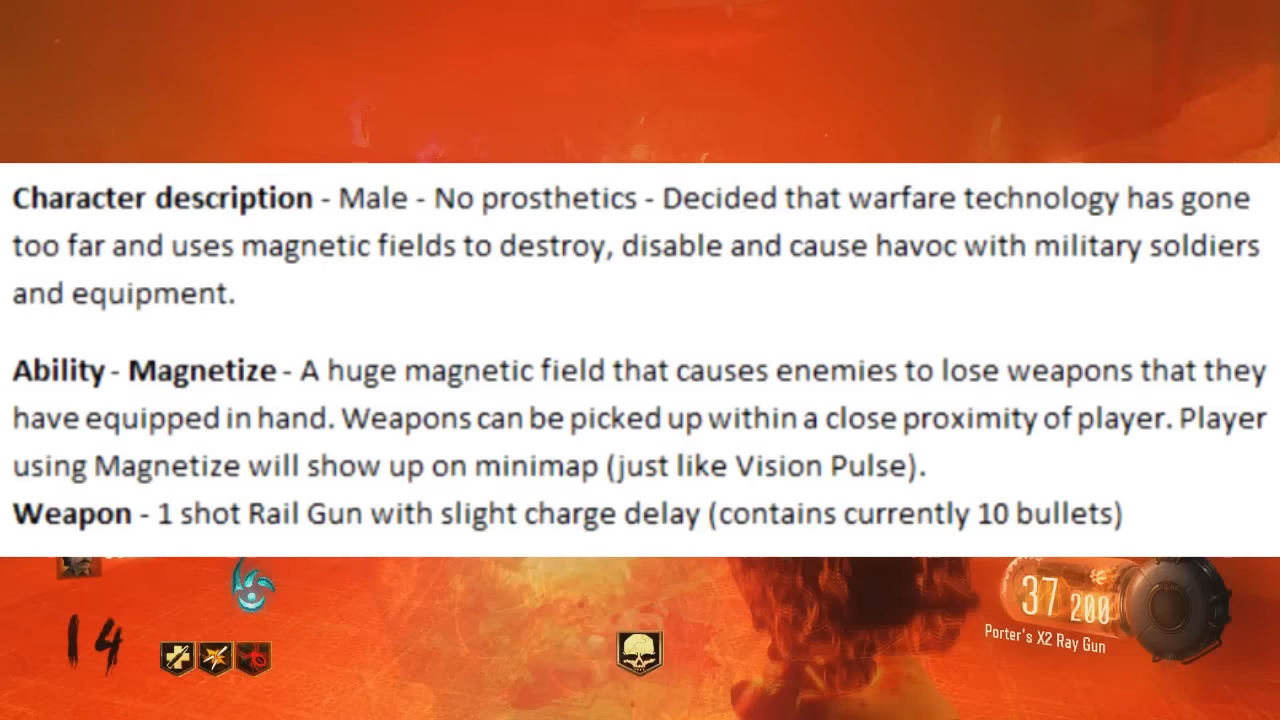 Character description - Male - No prosthetics - Decided that warfare technology has gone
too far and uses magnetic fields to destroy, disable and cause havoc with military soldiers
and equipment.
Ability - Magnetize - A huge magnetic field that causes enemies to lose weapons that they
have equipped in hand. Weapons can be picked up within a close proximity of player. Player
using Magnetize will show up on minimap (just like Vision Pulse).
Weapon - 1 shot Rail Gun with slight charge delay (contains currently 10 bullets)
37 200
Porter's X2 Ray Gun
14